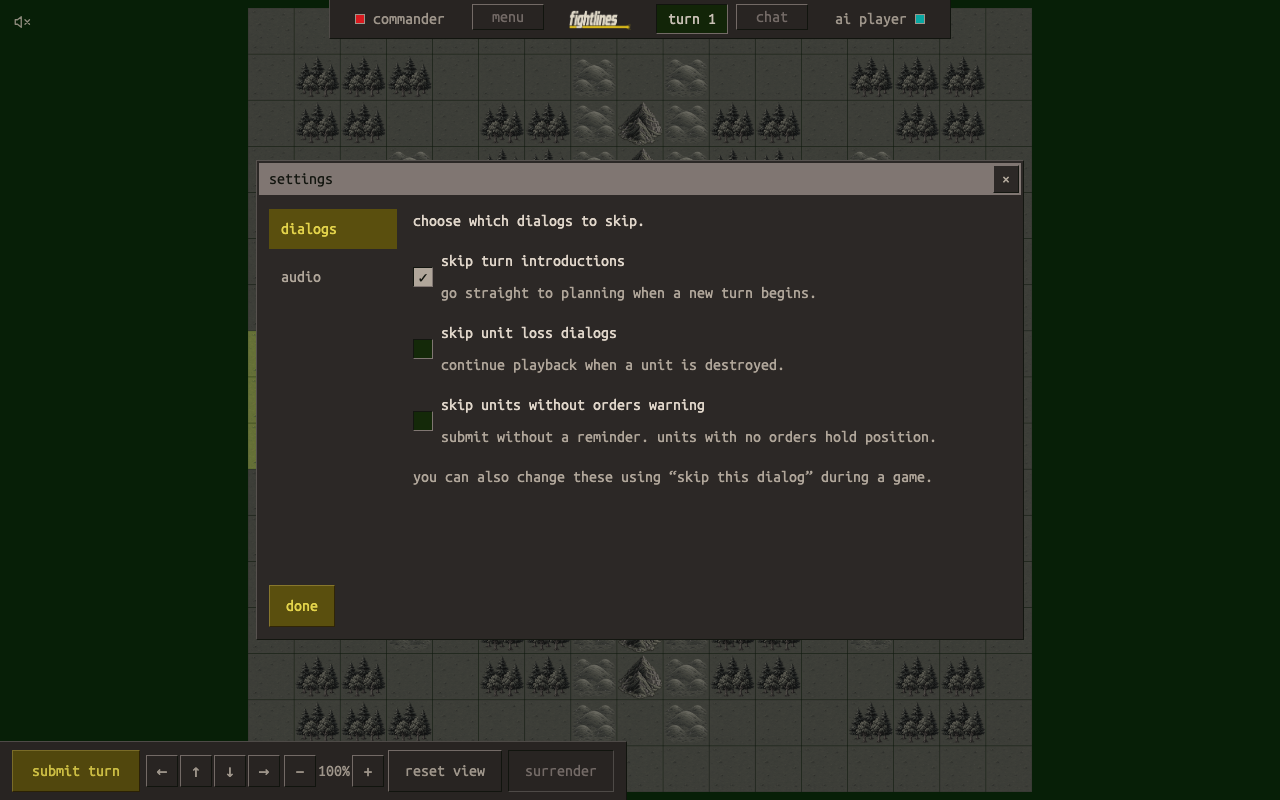 commander
menu
fightlines
turn 1
chat
ai player
settings
×
dialogs
audio
choose which dialogs to skip.
✓ skip turn introductions
go straight to planning when a new turn begins.
skip unit loss dialogs
continue playback when a unit is destroyed.
skip units without orders warning
submit without a reminder. units with no orders hold position.
you can also change these using “skip this dialog” during a game.
done
submit turn
← ↑ ↓ → − 100% +
reset view
surrender